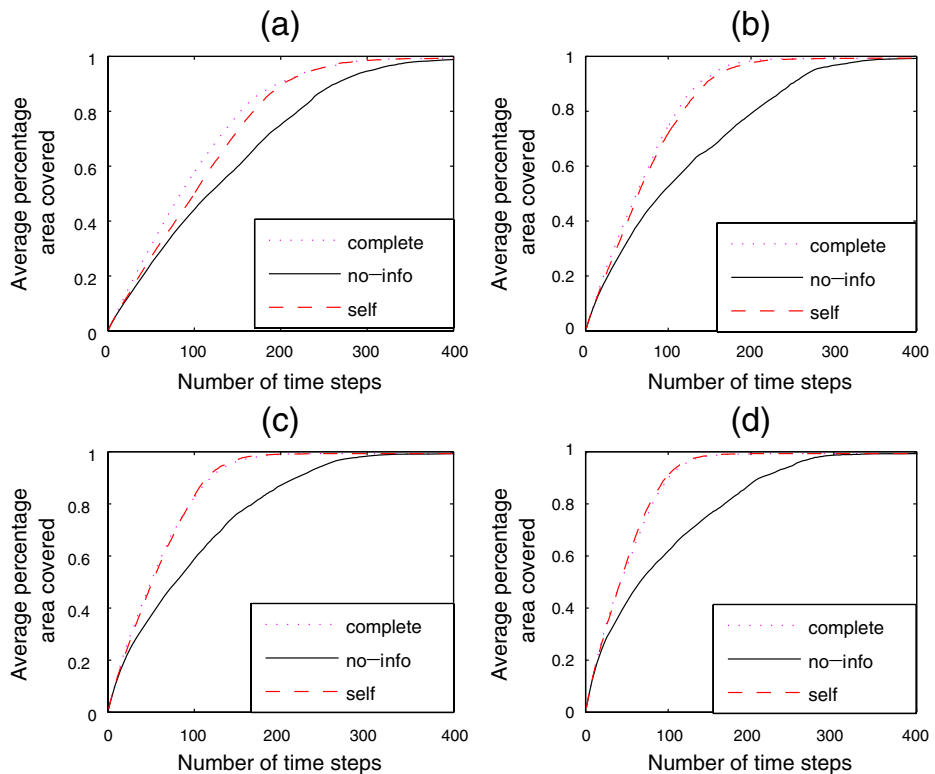 (a)
Average percentage
area covered
1
0.8
0.6
0.4
0.2
0
0
100
200
300
400
complete
no-info
self
Number of time steps
(b)
Average percentage
area covered
1
0.8
0.6
0.4
0.2
0
0
100
200
300
400
complete
no-info
self
Number of time steps
(c)
Average percentage
area covered
1
0.8
0.6
0.4
0.2
0
0
100
200
300
400
complete
no-info
self
Number of time steps
(d)
Average percentage
area covered
1
0.8
0.6
0.4
0.2
0
0
100
200
300
400
complete
no-info
self
Number of time steps